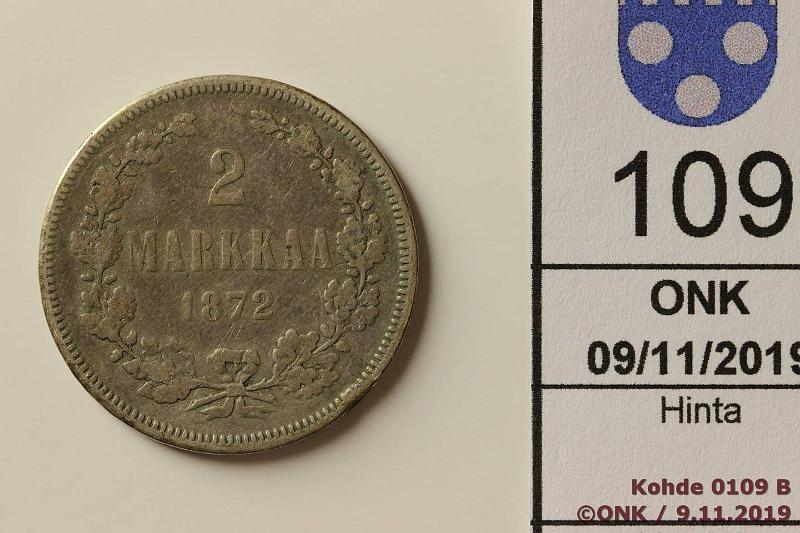 2
MARKKAA
1872
109
ONK
09/11/2019
Hinta
Kohde 0109 B
©ONK / 9.11.2019